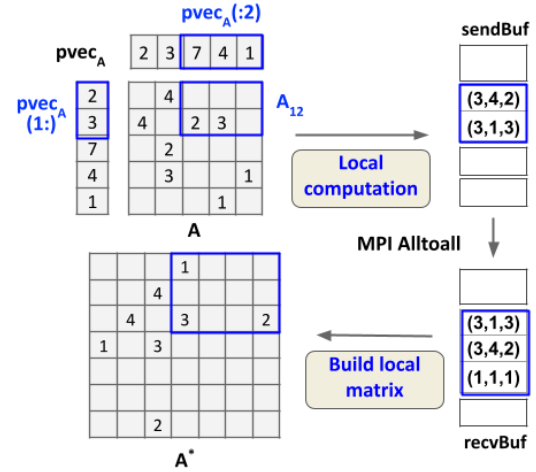 pvec_A(:2)
sendBuf
pvec_A
2 3 7 4 1
pvec_A
(1:)
2
3
7
4
1
4
4 2 3
2
3 1
1
A_12
A
Local
computation
(3,4,2)
(3,1,3)
MPI Alltoall
1
4
4 3 2
1 3
2
A*
Build local
matrix
(3,1,3)
(3,4,2)
(1,1,1)
recvBuf